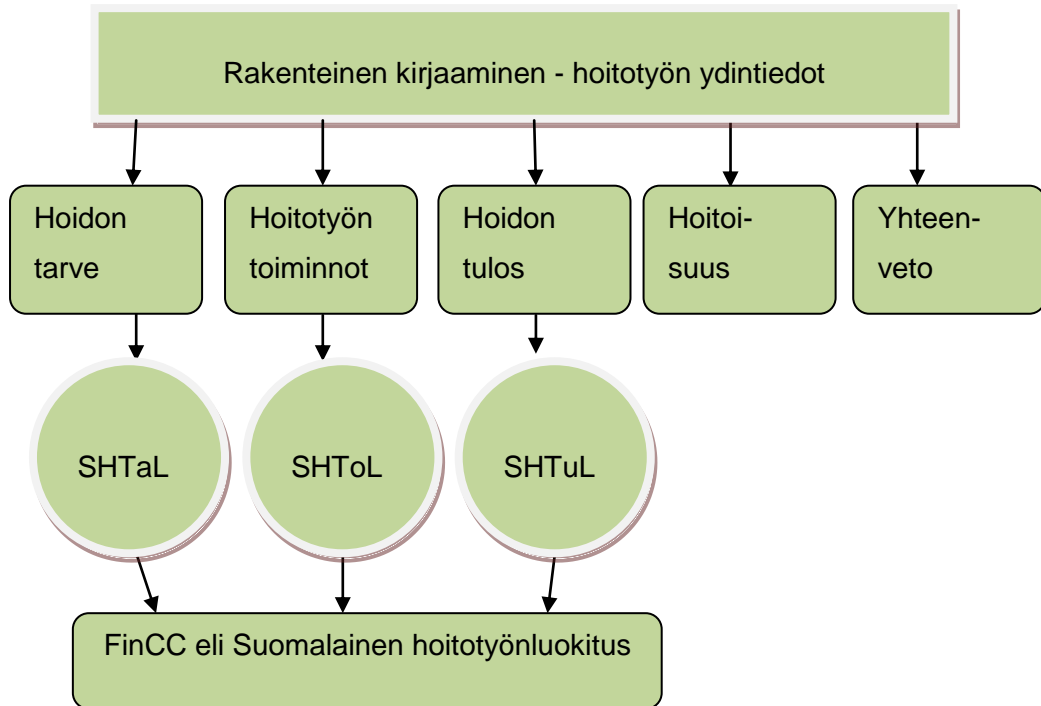 Rakenteinen kirjaaminen - hoitotyön ydintiedot
Hoidon
tarve
Hoitotyön
toiminnot
Hoidon
tulos
Hoitoi-
suus
Yhteen-
veto
SHTaL
SHToL
SHTuL
FinCC eli Suomalainen hoitotyönluokitus